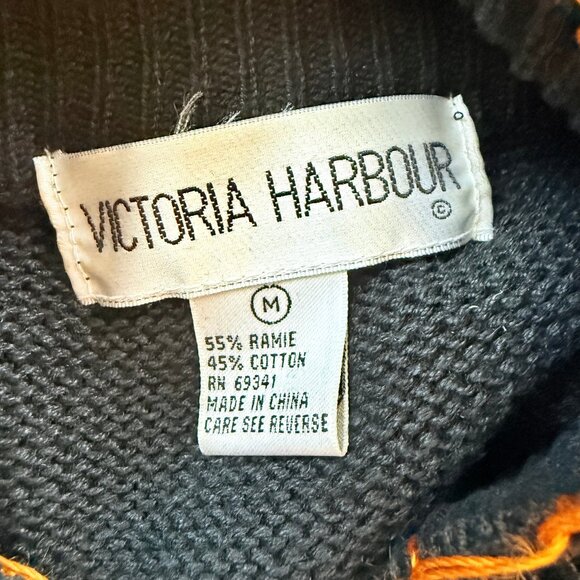 VICTORIA HARBOUR
©
M
55% RAMIE
45% COTTON
RN 69341
MADE IN CHINA
CARE SEE REVERSE